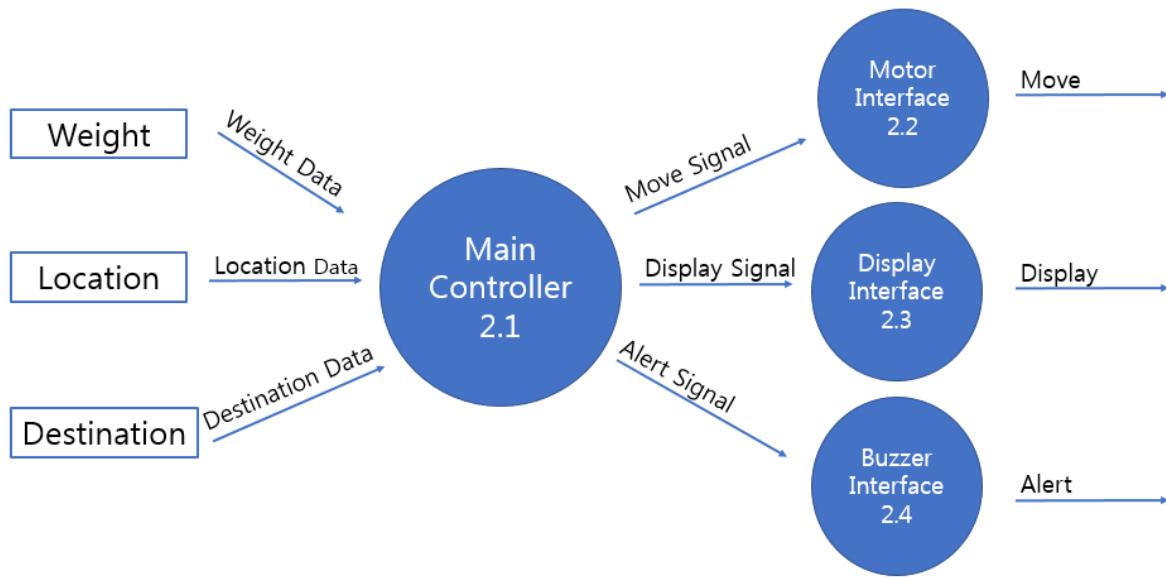 Weight
Location
Destination
Weight Data
Location Data
Destination Data
Main
Controller
2.1
Move Signal
Display Signal
Alert Signal
Motor
Interface
2.2
Display
Interface
2.3
Buzzer
Interface
2.4
Move
Display
Alert